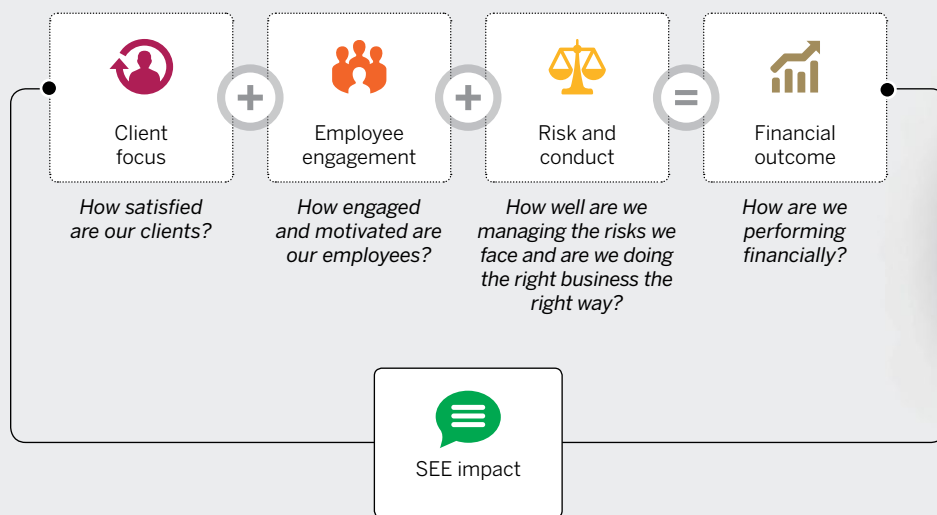 Client
focus
+
Employee
engagement
+
Risk and
conduct
=
Financial
outcome
How satisfied
are our clients?
How engaged
and motivated are
our employees?
How well are we
managing the risks we
face and are we doing
the right business the
right way?
How are we
performing
financially?
SEE impact